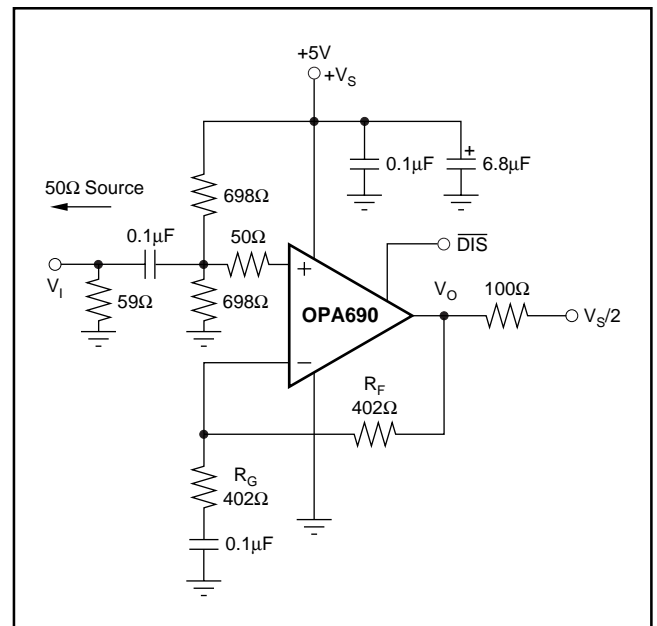 +5V
+V_S
0.1μF
+
6.8μF
50Ω Source
698Ω
0.1μF
50Ω
DIS
V_I
+
59Ω
698Ω
OPA690
V_O
100Ω
V_S/2
−
R_F
402Ω
R_G
402Ω
0.1μF